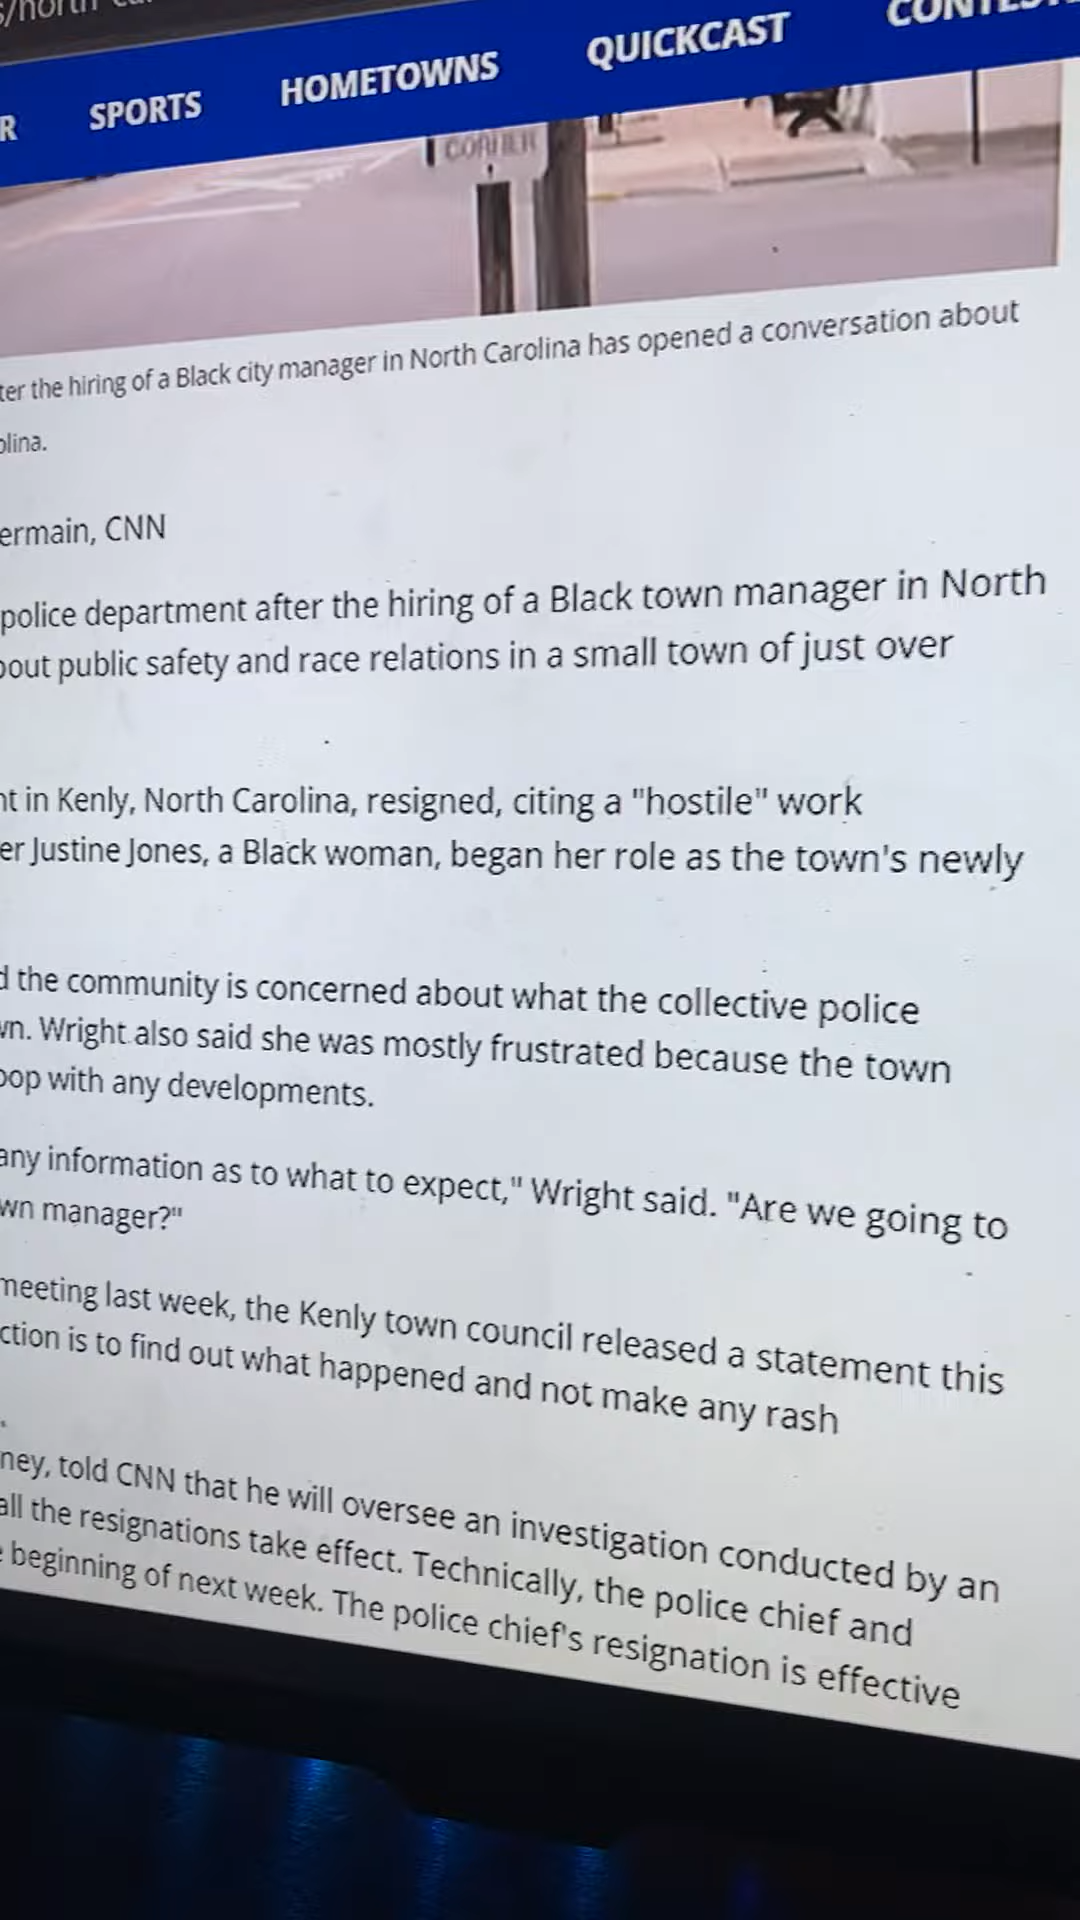 SPORTS HOMETOWNS QUICKCAST
CORNER
the hiring of a Black city manager in North Carolina has opened a conversation about
CNN
police department after the hiring of a Black town manager in North
public safety and race relations in a small town of just over
in Kenly, North Carolina, resigned, citing a "hostile" work
er Justine Jones, a Black woman, began her role as the town's newly
the community is concerned about what the collective police
wn. Wright also said she was mostly frustrated because the town
oop with any developments.
any information as to what to expect," Wright said. "Are we going to
wn manager?"
meeting last week, the Kenly town council released a statement this
ction is to find out what happened and not make any rash
ney, told CNN that he will oversee an investigation conducted by an
all the resignations take effect. Technically, the police chief and
beginning of next week. The police chief's resignation is effective